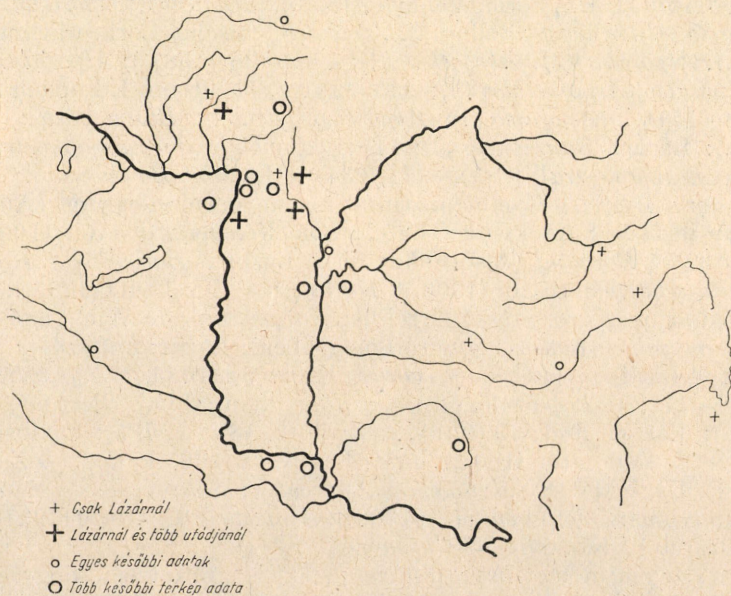 Csak Lázárnál
Lázárnál és több utódjánál
Egyes későbbi adatok
Több későbbi térkép adata